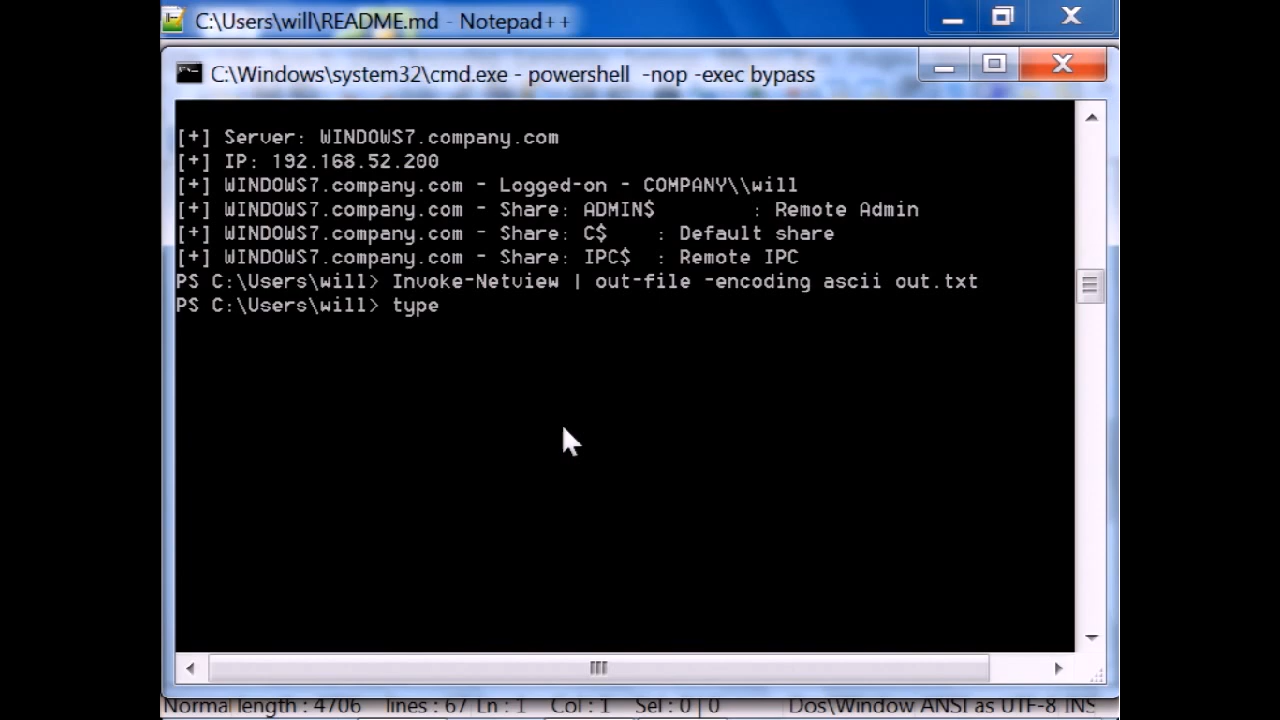 C:\Users\will\README.md - Notepad++
C:\Windows\system32\cmd.exe - powershell  -nop -exec bypass
[+] Server: WINDOWS7.company.com
[+] IP: 192.168.52.200
[+] WINDOWS7.company.com - Logged-on - COMPANY\\will
[+] WINDOWS7.company.com - Share: ADMIN$        : Remote Admin
[+] WINDOWS7.company.com - Share: C$    : Default share
[+] WINDOWS7.company.com - Share: IPC$  : Remote IPC
PS C:\Users\will> Invoke-Netview | out-file -encoding ascii out.txt
PS C:\Users\will> type
Normal length : 4706    lines : 67 Ln : 1    Col : 1    Sel : 0 | 0    Dos\Window ANSI as UTF-8 INS